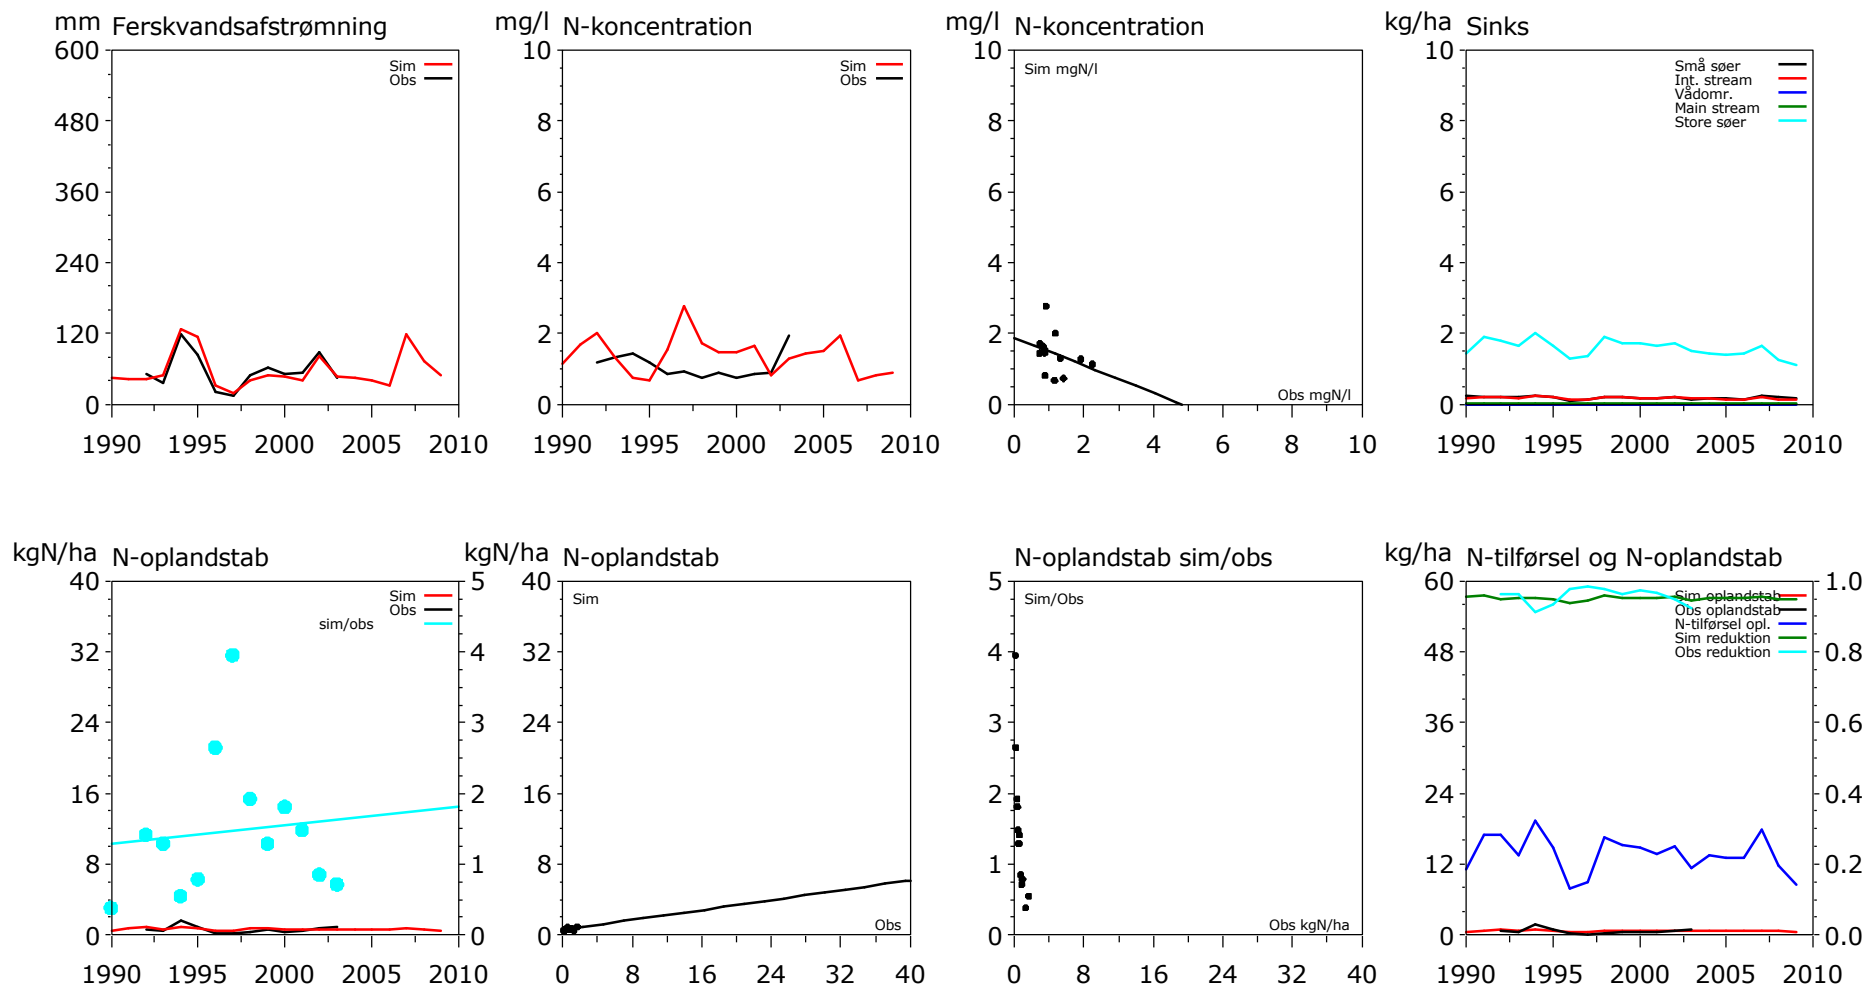 mm Ferskvandsafstrømning
600
480
360
240
120
0
1990 1995 2000 2005 2010
Sim
Obs
mg/l N-koncentration
10
8
6
4
2
0
1990 1995 2000 2005 2010
Sim
Obs
mg/l N-koncentration
10
8
6
4
2
0
0 2 4 6 8 10
Sim mgN/l
Obs mgN/l
kg/ha Sinks
10
8
6
4
2
0
1990 1995 2000 2005 2010
Små søer
Int. stream
Vådomr.
Main stream
Store søer
kgN/ha N-oplandstab
40
32
24
16
8
0
5
4
3
2
1
0
1990 1995 2000 2005 2010
Sim
Obs
sim/obs
kgN/ha N-oplandstab
0 8 16 24 32 40
Sim
Obs
N-oplandstab sim/obs
5
4
3
2
1
0
0 8 16 24 32 40
Sim/Obs
Obs kgN/ha
kg/ha N-tilførsel og N-oplandstab
60
48
36
24
12
0
1.0
0.8
0.6
0.4
0.2
0.0
1990 1995 2000 2005 2010
Sim oplandstab
Obs oplandstab
N-tilførsel opl.
Sim reduktion
Obs reduktion